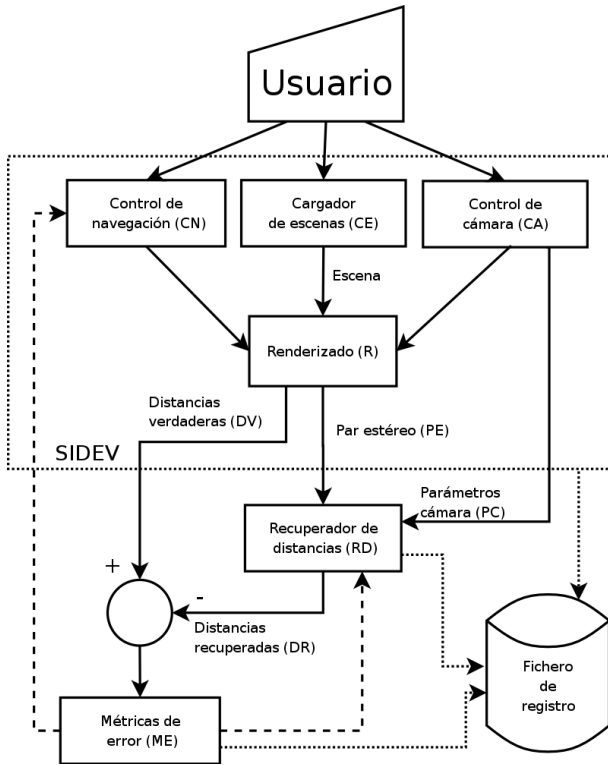 Usuario
Control de
navegación (CN)
Cargador
de escenas (CE)
Control de
cámara (CA)
Escena
Renderizado (R)
Distancias
verdaderas (DV)
Par estéreo (PE)
SIDEV
Parámetros
cámara (PC)
Recuperador de
distancias (RD)
+
-
Distancias
recuperadas (DR)
Fichero
de
registro
Métricas de
error (ME)